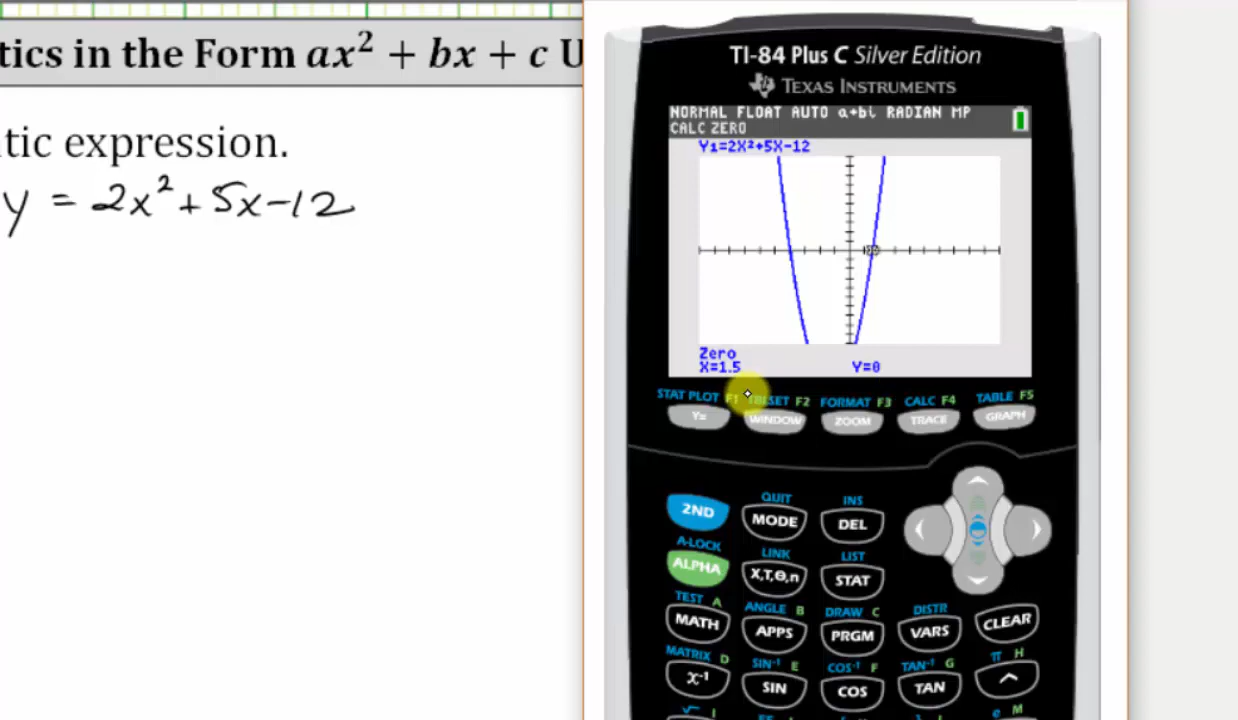 tics in the Form ax² + bx + c U
tic expression.
y = 2x² + 5x - 12
TI-84 Plus C Silver Edition
TEXAS INSTRUMENTS
NORMAL FLOAT AUTO a+bi RADIAN MP
CALC ZERO
Y1=2X²+5X-12
Zero
X=1.5 Y=0
STAT PLOT F1 TBLSET F2 FORMAT F3 CALC F4 TABLE F5
Y= WINDOW ZOOM TRACE GRAPH
QUIT INS
2ND MODE DEL
A-LOCK LINK LIST
ALPHA X,T,θ,n STAT
TEST A ANGLE B DRAW C DISTR
MATH APPS PRGM VARS CLEAR
MATRIX D SIN⁻¹ E COS⁻¹ F TAN⁻¹ G π H
x⁻¹ SIN COS TAN ^